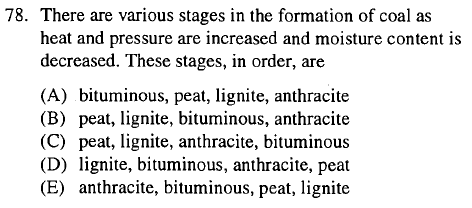 78. There are various stages in the formation of coal as
heat and pressure are increased and moisture content is
decreased. These stages, in order, are
(A) bituminous, peat, lignite, anthracite
(B) peat, lignite, bituminous, anthracite
(C) peat, lignite, anthracite, bituminous
(D) lignite, bituminous, anthracite, peat
(E) anthracite, bituminous, peat, lignite